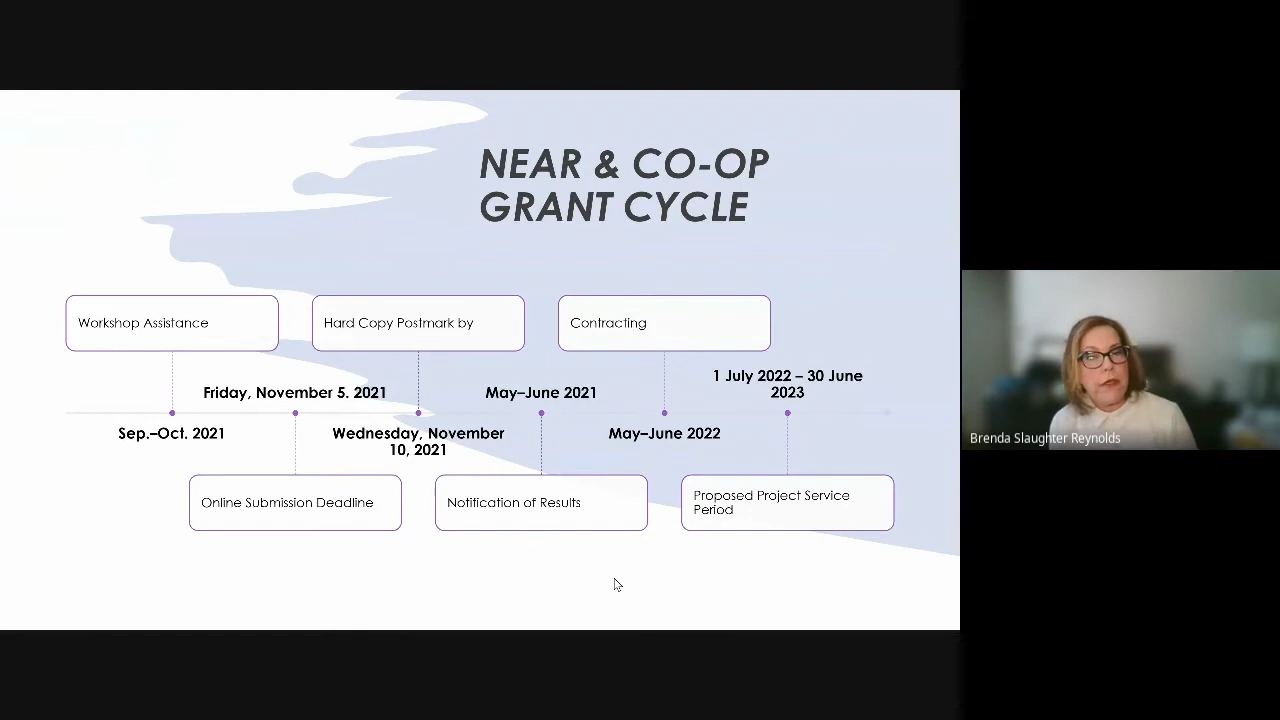 NEAR & CO-OP
GRANT CYCLE
Workshop Assistance
Hard Copy Postmark by
Contracting
Friday, November 5. 2021
May–June 2021
1 July 2022 – 30 June
2023
Sep.–Oct. 2021
Wednesday, November
10, 2021
May–June 2022
Online Submission Deadline
Notification of Results
Proposed Project Service
Period
Brenda Slaughter Reynolds